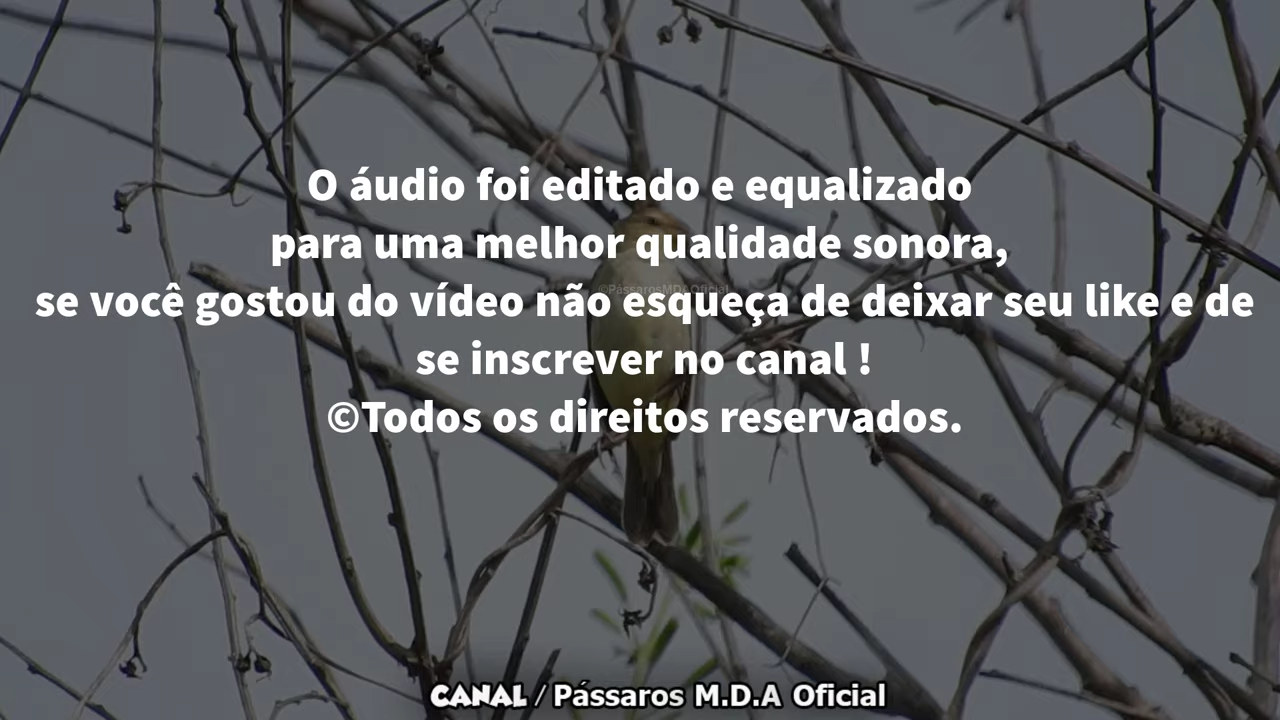 O áudio foi editado e equalizado
para uma melhor qualidade sonora,
©PássarosMDAOficial
se você gostou do vídeo não esqueça de deixar seu like e de
se inscrever no canal !
©Todos os direitos reservados.
CANAL / Pássaros M.D.A Oficial